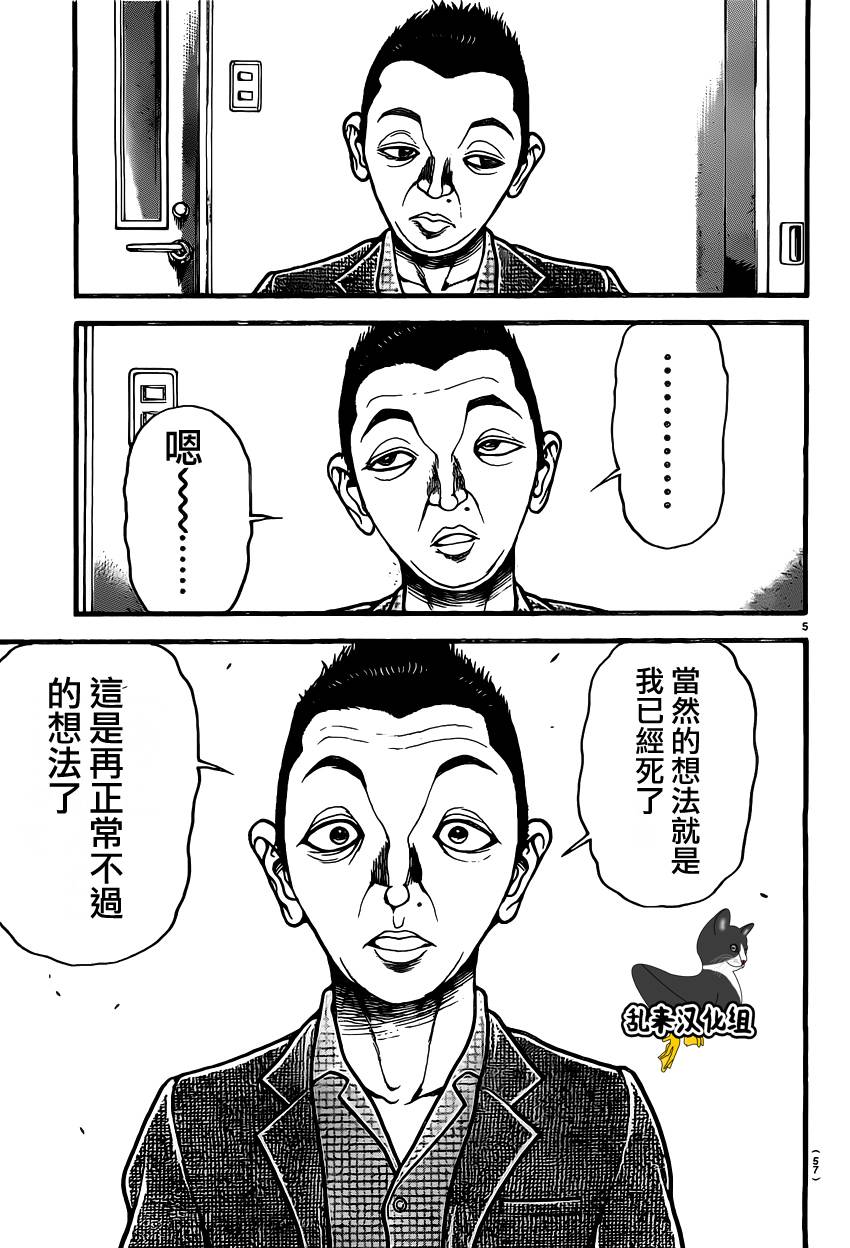 …………
嗯~~……
5
當然的想法就是
我已經死了
這是再正常不過
的想法了
乱来汉化组
(57)